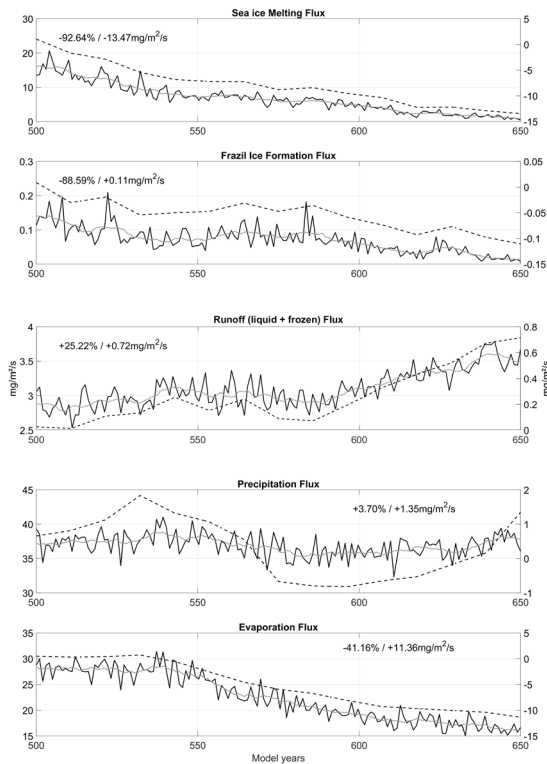 Sea ice Melting Flux
30 5
-92.64% / -13.47mg/m²/s
0
20
-5
10
-10
0 -15
500 550 600 650
Frazil Ice Formation Flux
0.3 0.05
-88.59% / +0.11mg/m²/s
0
0.2
-0.05
0.1
-0.1
0 -0.15
500 550 600 650
Runoff (liquid + frozen) Flux
4 0.8
+25.22% / +0.72mg/m²/s
0.6
3.5
mg/m²/s 0.4 mg/m²/s
3
0.2
2.5 0
500 550 600 650
Precipitation Flux
45 2
+3.70% / +1.35mg/m²/s
40 1
35 0
30 -1
500 550 600 650
Evaporation Flux
35 5
-41.16% / +11.36mg/m²/s
30 0
25 -5
20 -10
15 -15
500 550 600 650
Model years